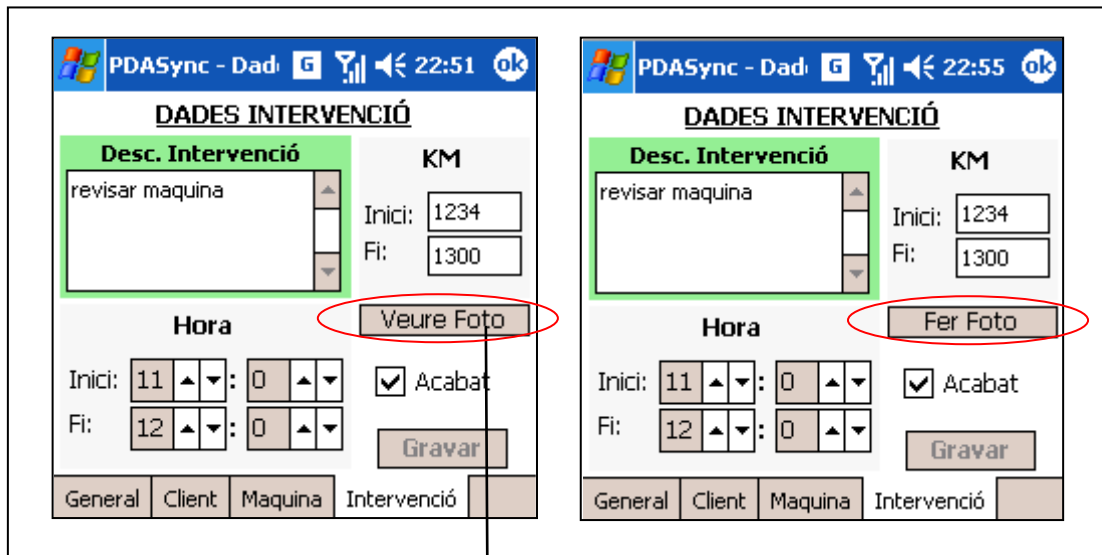 PDASync - Dad G 22:51 ok
DADES INTERVENCIÓ
Desc. Intervenció
revisar maquina
KM
Inici: 1234
Fi: 1300
Veure Foto
Hora
Inici: 11 : 0
Fi: 12 : 0
Acabat
Gravar
General Client Maquina Intervenció
PDASync - Dad G 22:55 ok
DADES INTERVENCIÓ
Desc. Intervenció
revisar maquina
KM
Inici: 1234
Fi: 1300
Fer Foto
Hora
Inici: 11 : 0
Fi: 12 : 0
Acabat
Gravar
General Client Maquina Intervenció